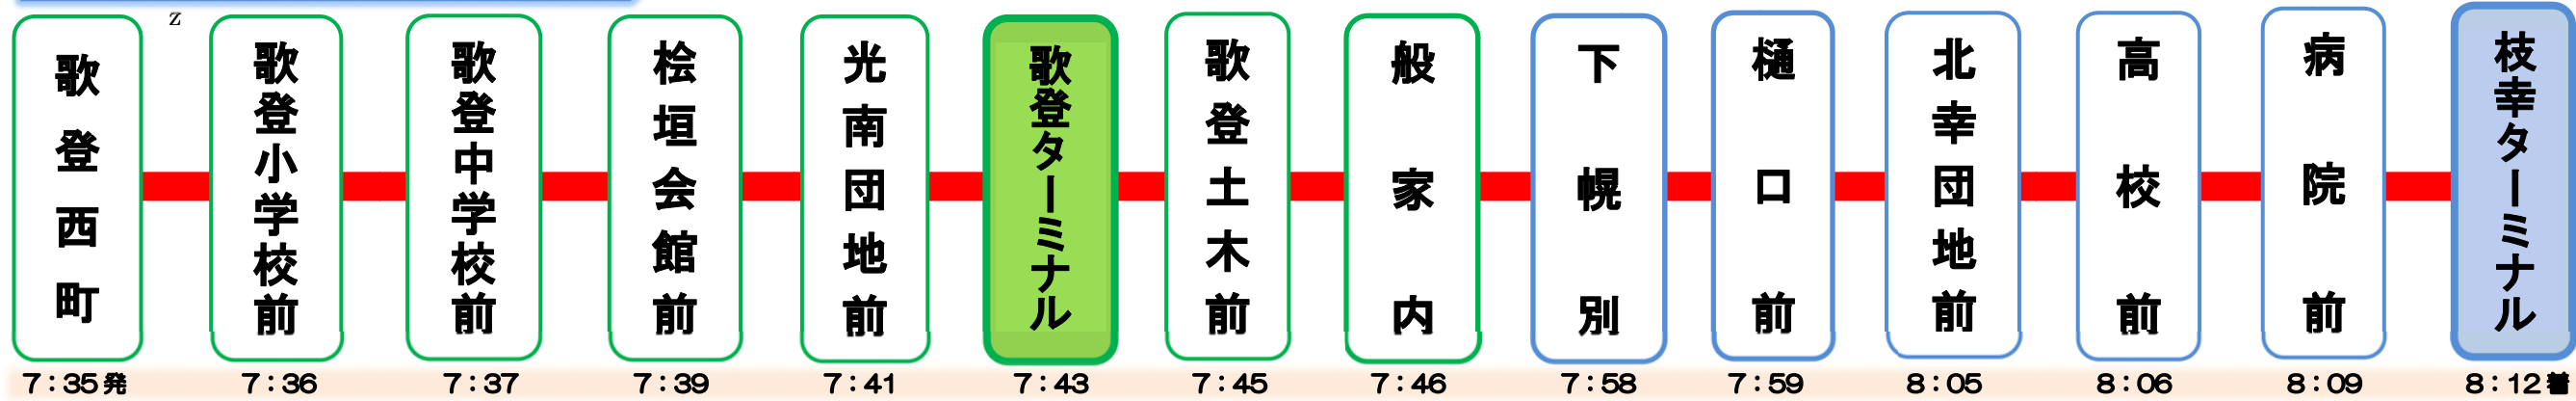 z
歌登西町
歌登小学校前
歌登中学校前
桧垣会館前
光南団地前
歌登ターミナル
歌登土木前
般家内
下幌別
樋口前
北幸団地前
高校前
病院前
枝幸ターミナル
7：35発
7：36
7：37
7：39
7：41
7：43
7：45
7：46
7：58
7：59
8：05
8：06
8：09
8：12着